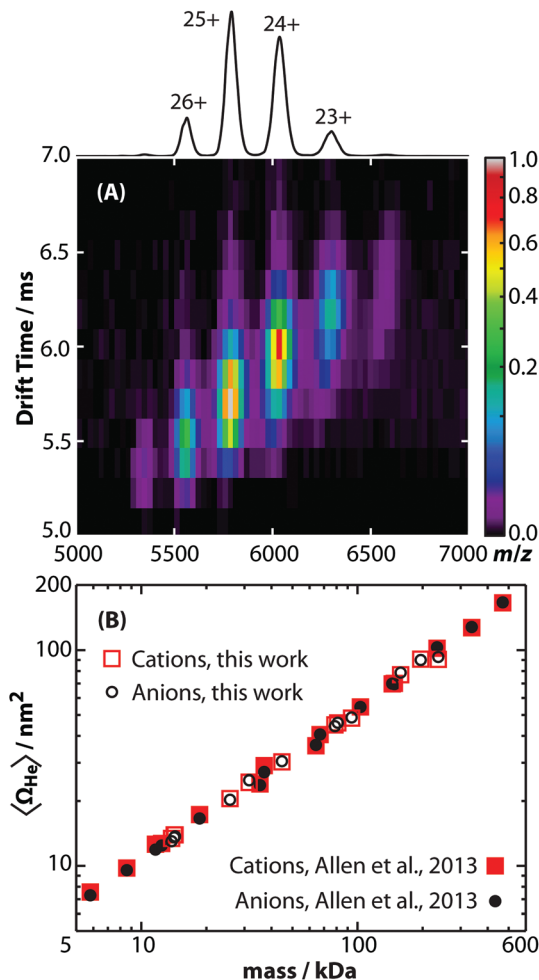 25+
24+
26+
23+
7.0
(A)
1.0
0.8
6.5
0.6
Drift Time / ms
0.4
6.0
0.2
5.5
5.0
0.0
5000 5500 6000 6500 7000 m/z
200
(B)
100
Cations, this work
Anions, this work
⟨Ω_He⟩ / nm²
10
Cations, Allen et al., 2013
Anions, Allen et al., 2013
5 10 100 600
mass / kDa